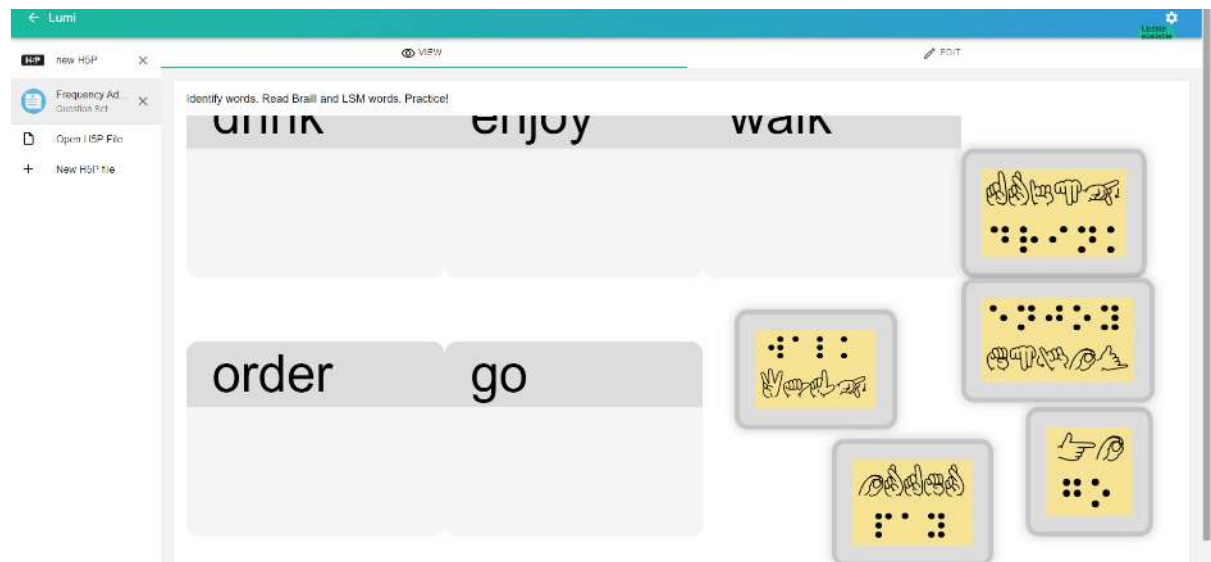 Lumi
H5P new H5P
VIEW
EDIT
Frequency Ad...
Question Set
Open H5P File
New H5P file
Identify words. Read Braill and LSM words. Practice!
drink enjoy walk
⠙⠗⠊⠝⠅
⠑⠝⠚⠕⠽
⠺⠁⠇⠅
order go
⠛⠕
⠏⠁⠽